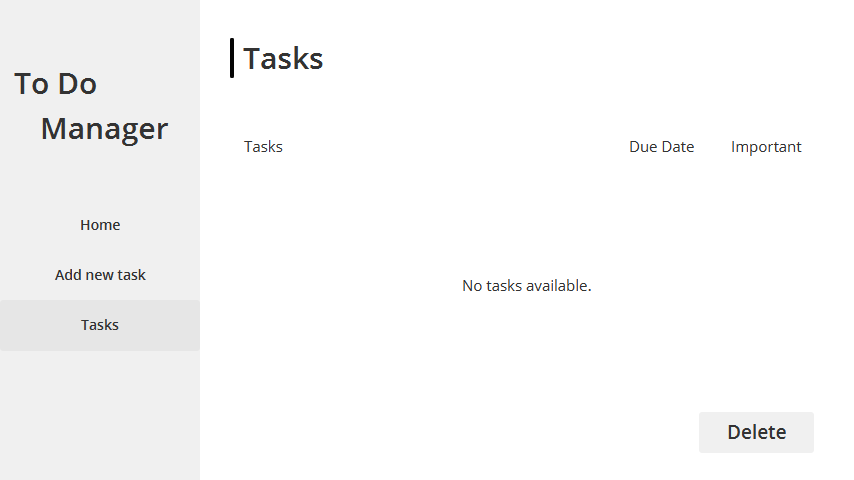 To Do
Manager
Home
Add new task
Tasks
Tasks
Tasks Due Date Important
No tasks available.
Delete